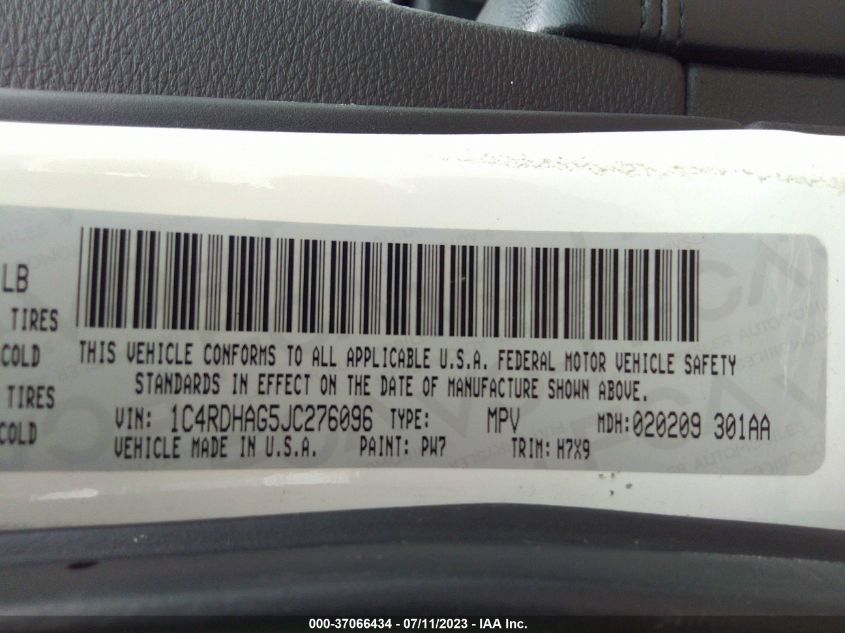 LB
TIRES
COLD
TIRES
COLD
THIS VEHICLE CONFORMS TO ALL APPLICABLE U.S.A. FEDERAL MOTOR VEHICLE SAFETY
STANDARDS IN EFFECT ON THE DATE OF MANUFACTURE SHOWN ABOVE.
VIN: 1C4RDHAG5JC276096 TYPE: MPV MDH:020209 301AA
VEHICLE MADE IN U.S.A. PAINT: PW7 TRIM: H7X9
000-37066434 - 07/11/2023 - IAA Inc.